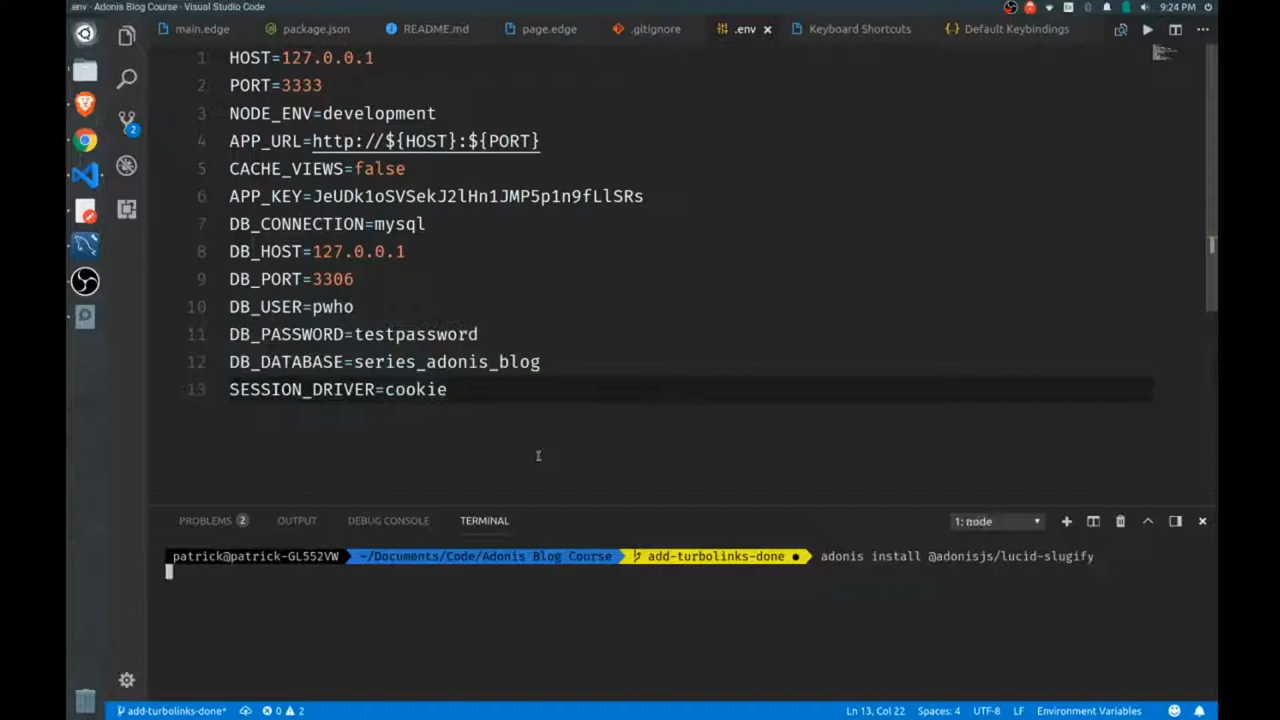 .env - Adonis Blog Course - Visual Studio Code
9:24 PM
main.edge
package.json
README.md
page.edge
.gitignore
.env
Keyboard Shortcuts
Default Keybindings
1 HOST=127.0.0.1
2 PORT=3333
3 NODE_ENV=development
4 APP_URL=http://${HOST}:${PORT}
5 CACHE_VIEWS=false
6 APP_KEY=JeUDk1oSVSekJ2lHn1JMP5p1n9fLlSRs
7 DB_CONNECTION=mysql
8 DB_HOST=127.0.0.1
9 DB_PORT=3306
10 DB_USER=pwho
11 DB_PASSWORD=testpassword
12 DB_DATABASE=series_adonis_blog
13 SESSION_DRIVER=cookie
2
PROBLEMS 2
OUTPUT
DEBUG CONSOLE
TERMINAL
1: node
patrick@patrick-GL552VW ~/Documents/Code/Adonis Blog Course add-turbolinks-done ● adonis install @adonisjs/lucid-slugify
add-turbolinks-done*
0
2
Ln 13, Col 22
Spaces: 4
UTF-8
LF
Environment Variables